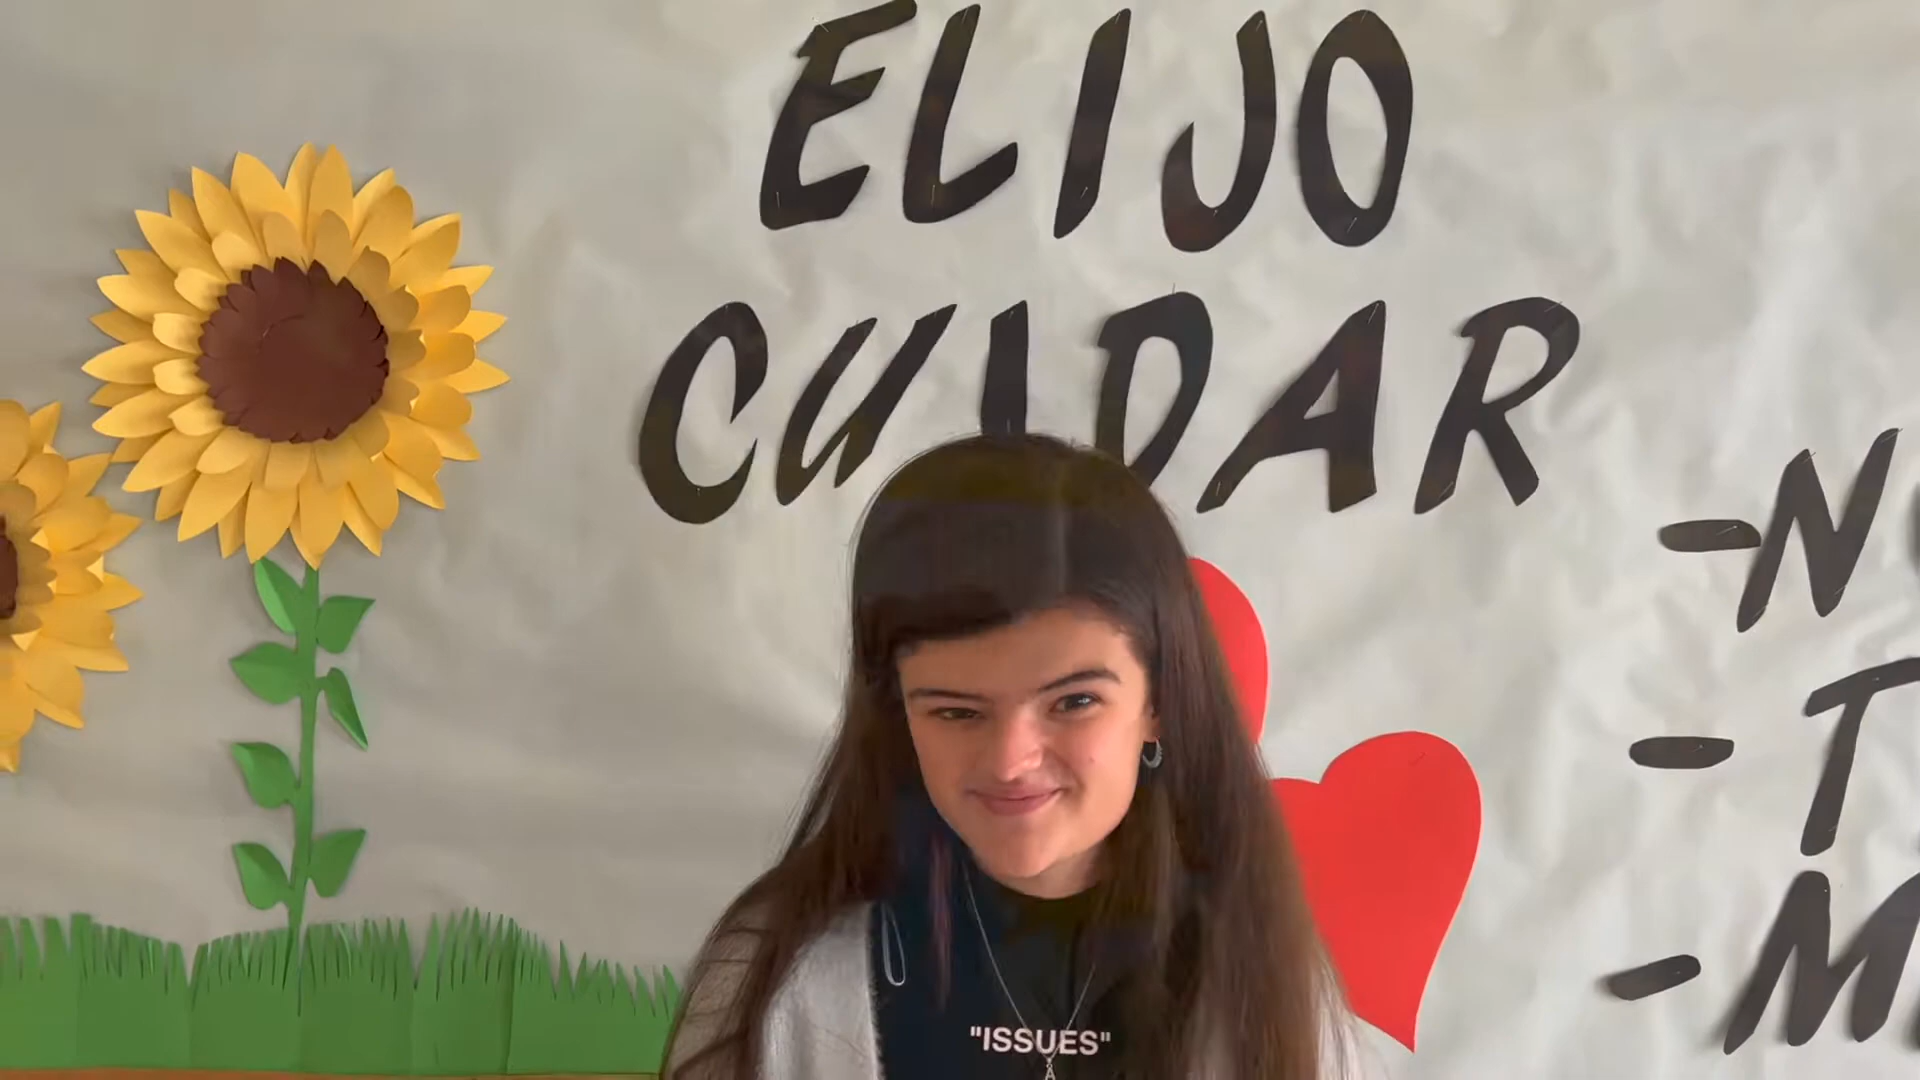 ELIJO
CUIDAR
-N
- T
-M
"ISSUES"
A